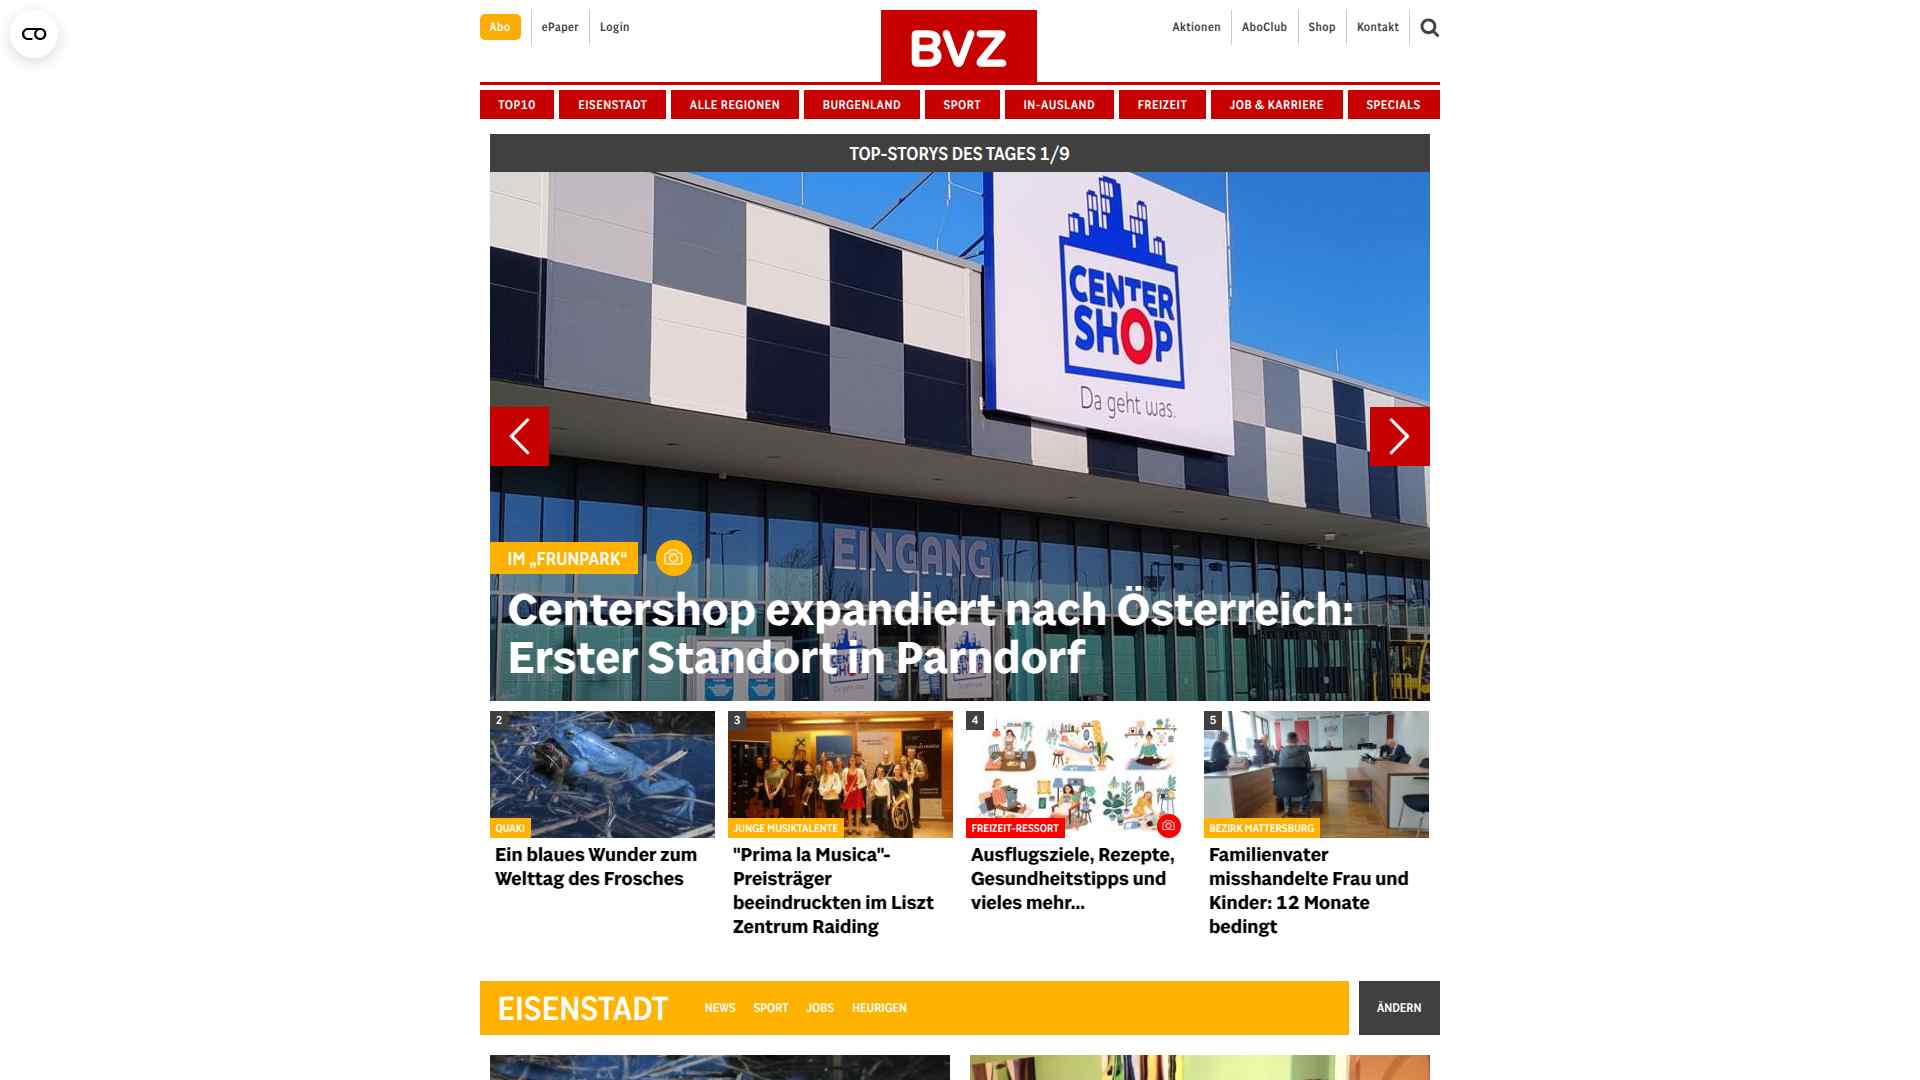 Abo
ePaper
Login
BVZ
Aktionen
AboClub
Shop
Kontakt
TOP10
EISENSTADT
ALLE REGIONEN
BURGENLAND
SPORT
IN-AUSLAND
FREIZEIT
JOB & KARRIERE
SPECIALS
TOP-STORYS DES TAGES 1/9
CENTER
SHOP
Da geht was.
EINGANG
IM „FRUNPARK“
Centershop expandiert nach Österreich:
Erster Standort in Parndorf
2
QUAKI
Ein blaues Wunder zum
Welttag des Frosches
3
JUNGE MUSIKTALENTE
"Prima la Musica"-
Preisträger
beeindruckten im Liszt
Zentrum Raiding
4
FREIZEIT-RESSORT
Ausflugsziele, Rezepte,
Gesundheitstipps und
vieles mehr...
5
BEZIRK MATTERSBURG
Familienvater
misshandelte Frau und
Kinder: 12 Monate
bedingt
EISENSTADT
NEWS
SPORT
JOBS
HEURIGEN
ÄNDERN